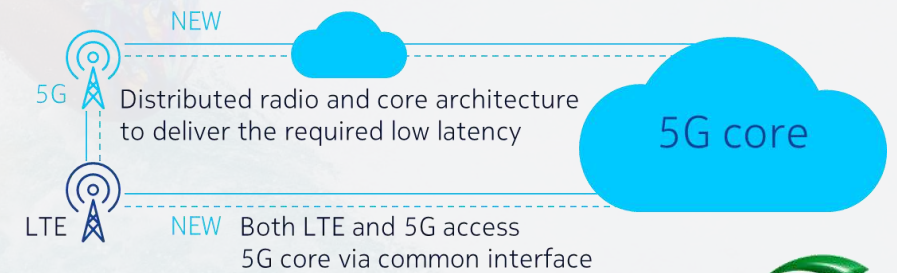 NEW
5G
Distributed radio and core architecture
to deliver the required low latency
5G core
LTE
NEW Both LTE and 5G access
5G core via common interface